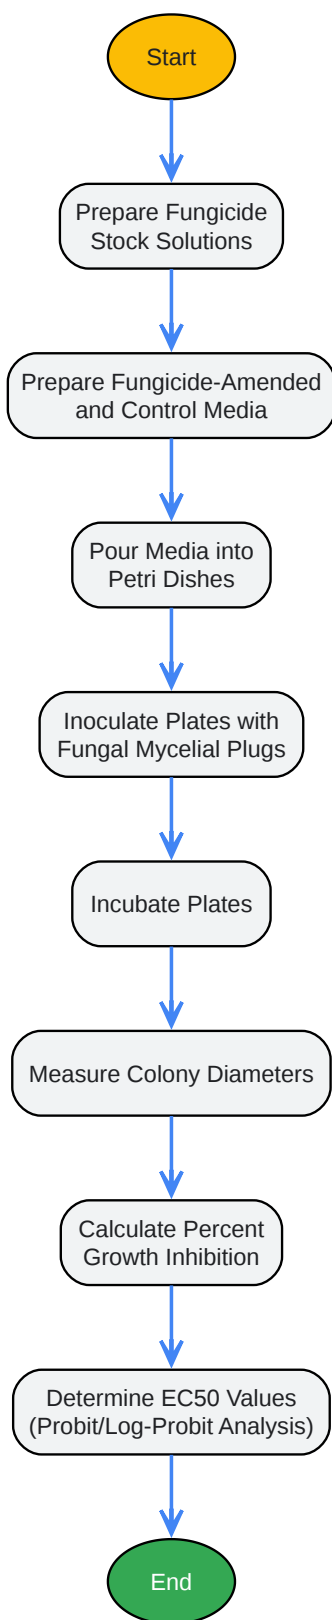 Start
Prepare Fungicide
Stock Solutions
Prepare Fungicide-Amended
and Control Media
Pour Media into
Petri Dishes
Inoculate Plates with
Fungal Mycelial Plugs
Incubate Plates
Measure Colony Diameters
Calculate Percent
Growth Inhibition
Determine EC50 Values
(Probit/Log-Probit Analysis)
End